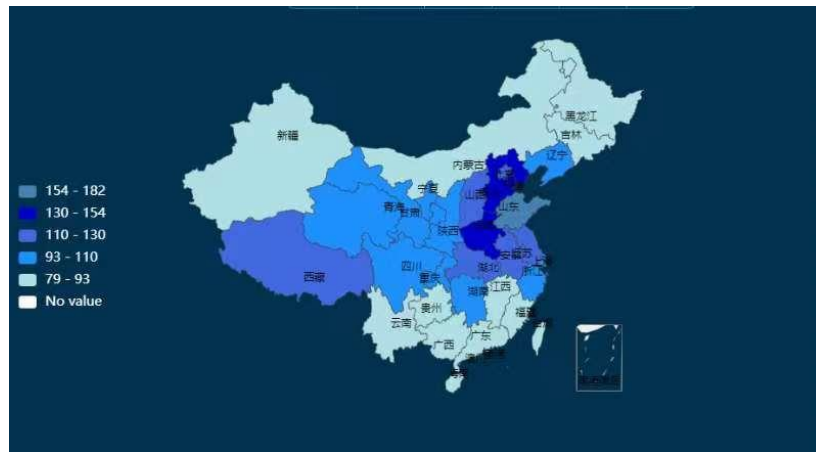 154 - 182
130 - 154
110 - 130
93 - 110
79 - 93
No value
黑龙江
吉林
新疆
辽宁
内蒙古
宁夏
山西
青海
甘肃
山东
陕西
四川
重庆
湖北
安徽
江苏
浙江
西藏
湖南
江西
贵州
福建
云南
广东
广西